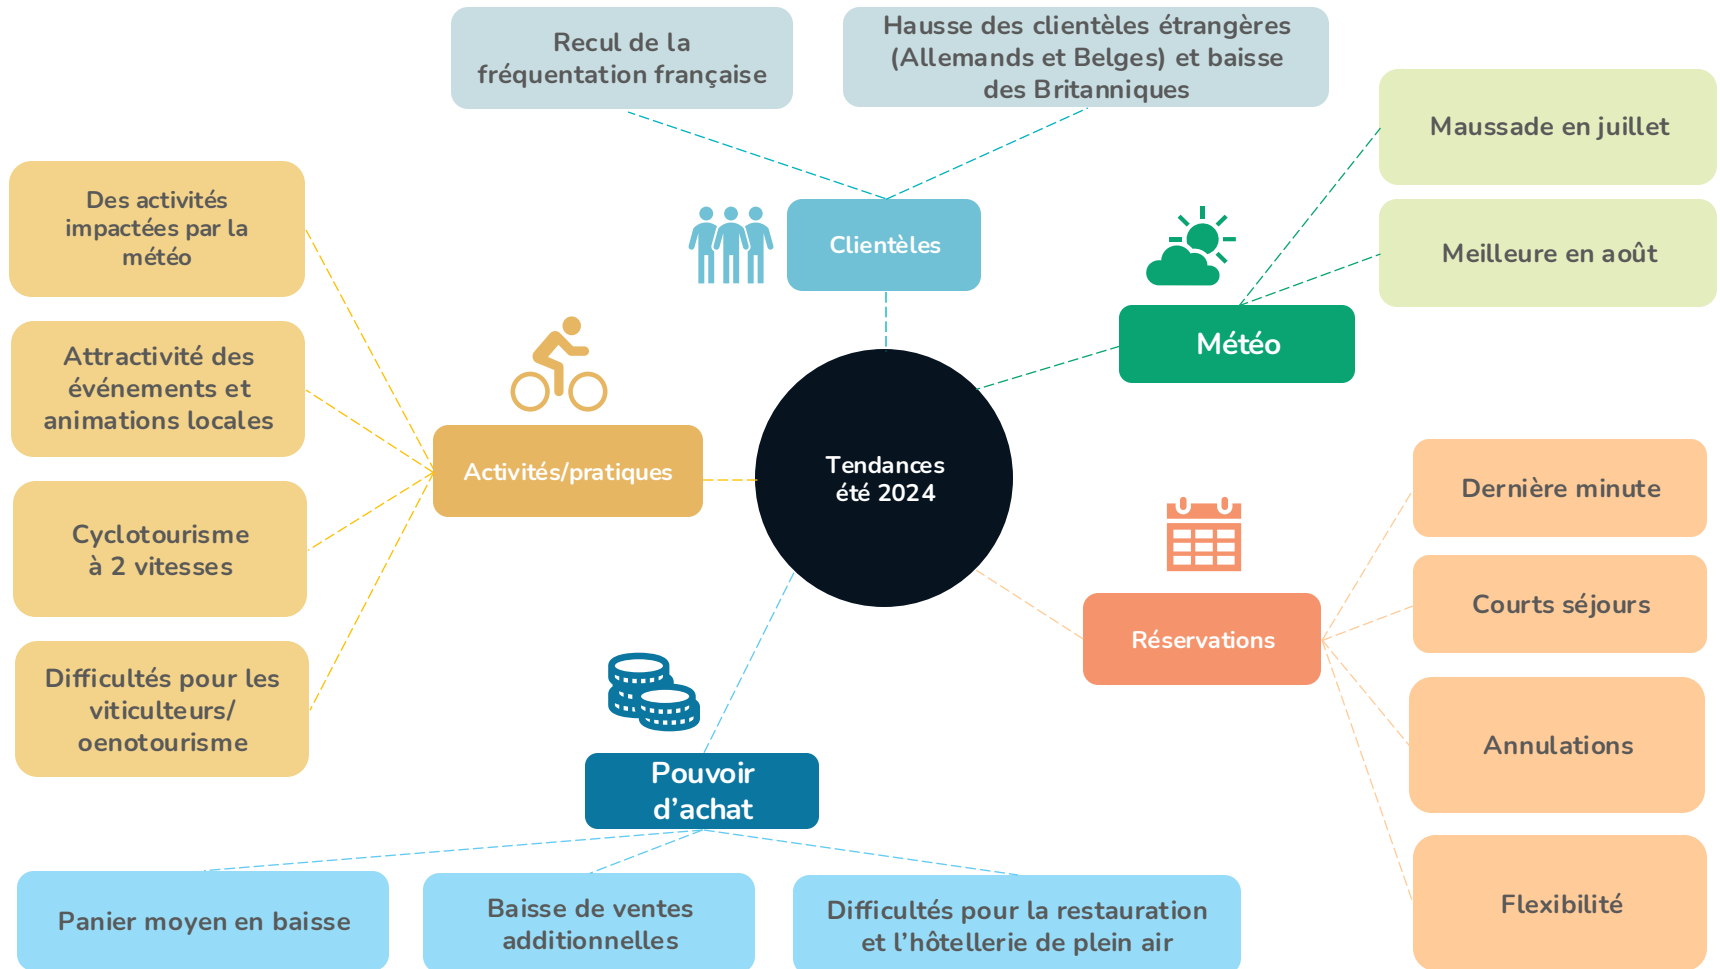 Recul de la
fréquentation française
Hausse des clientèles étrangères
(Allemands et Belges) et baisse
des Britanniques
Maussade en juillet
Meilleure en août
Clientèles
Météo
Des activités
impactées par la
météo
Attractivité des
événements et
animations locales
Cyclotourisme
à 2 vitesses
Difficultés pour les
viticulteurs/
oenotourisme
Activités/pratiques
Tendances
été 2024
Réservations
Dernière minute
Courts séjours
Annulations
Flexibilité
Pouvoir
d’achat
Panier moyen en baisse
Baisse de ventes
additionnelles
Difficultés pour la restauration
et l’hôtellerie de plein air